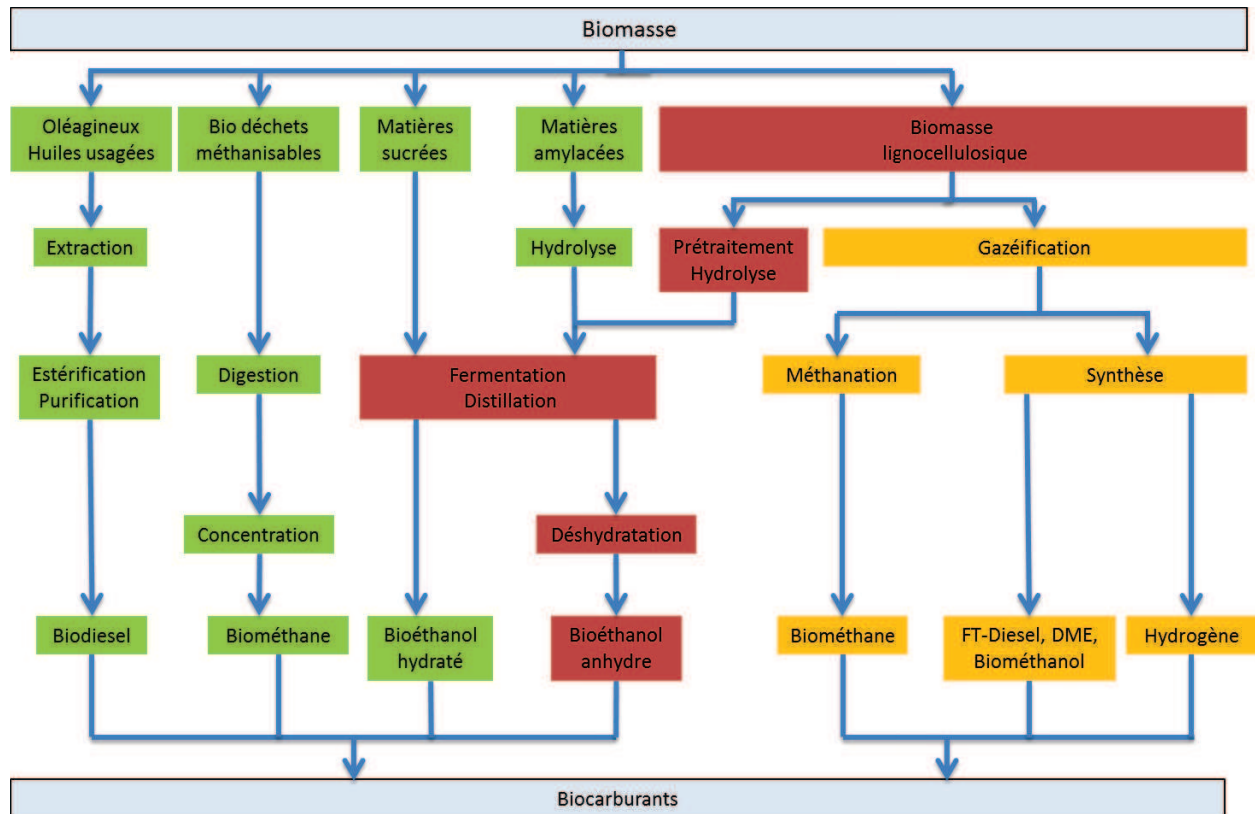 Biomasse
Oléagineux
Huiles usagées
Bio déchets
méthanisables
Matières
sucrées
Matières
amylacées
Biomasse
lignocellulosique
Extraction
Hydrolyse
Prétraitement
Hydrolyse
Gazéification
Estérification
Purification
Digestion
Fermentation
Distillation
Méthanation
Synthèse
Concentration
Déshydratation
Biodiesel
Biométhane
Bioéthanol
hydraté
Bioéthanol
anhydre
Biométhane
FT-Diesel, DME,
Biométhanol
Hydrogène
Biocarburants